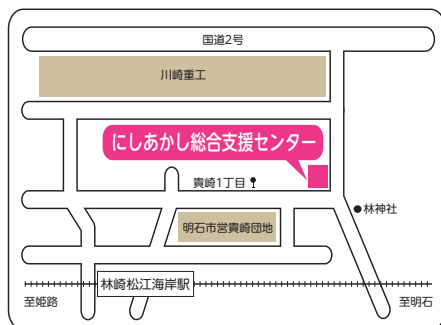 国道2号
川崎重工
にしあかし総合支援センター
貴崎1丁目
林神社
明石市営貴崎団地
林崎松江海岸駅
至姫路
至明石